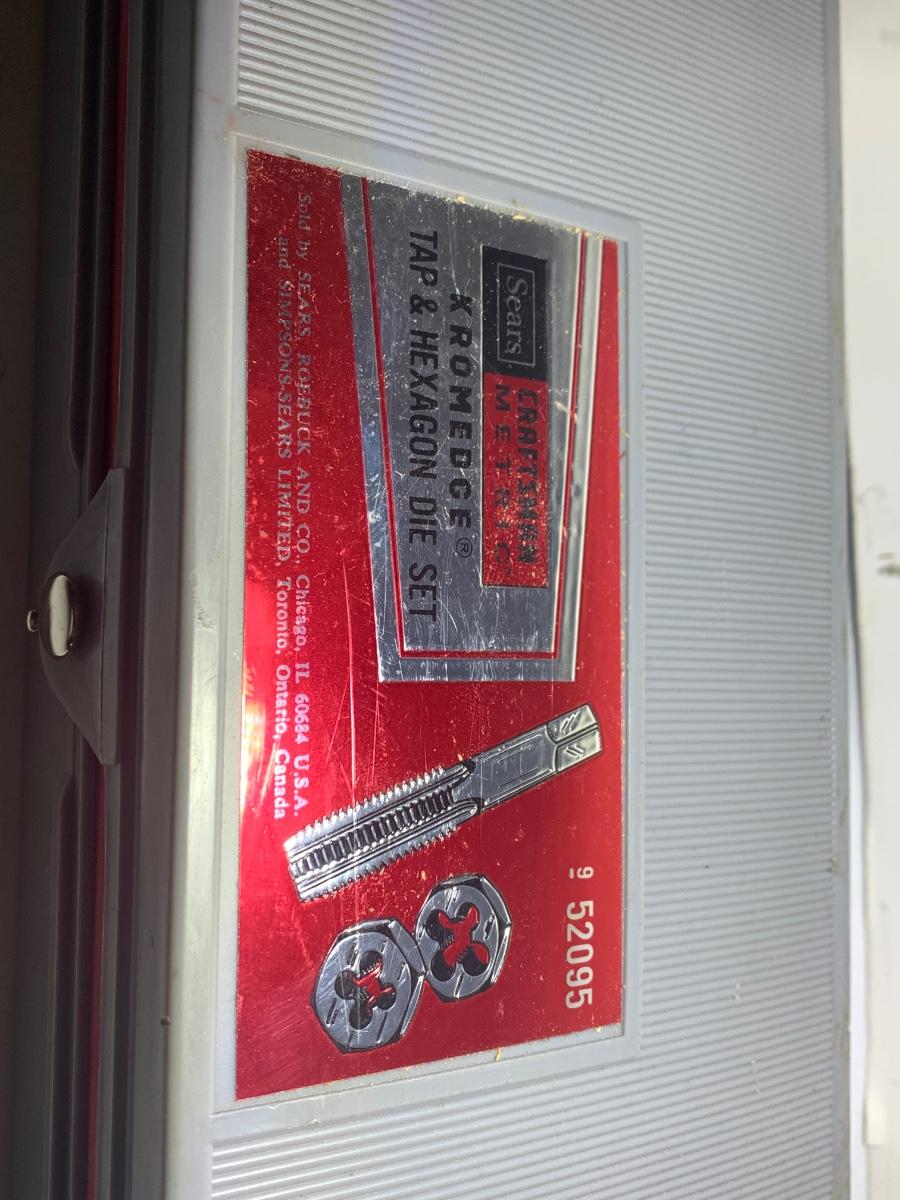 Sears
CRAFTSMAN
METRIC
KROMEDGE®
TAP & HEXAGON DIE SET
9 52095
Sold by SEARS, ROEBUCK AND CO., Chicago, IL 60684 U.S.A.
and SIMPSONS-SEARS LIMITED, Toronto, Ontario, Canada